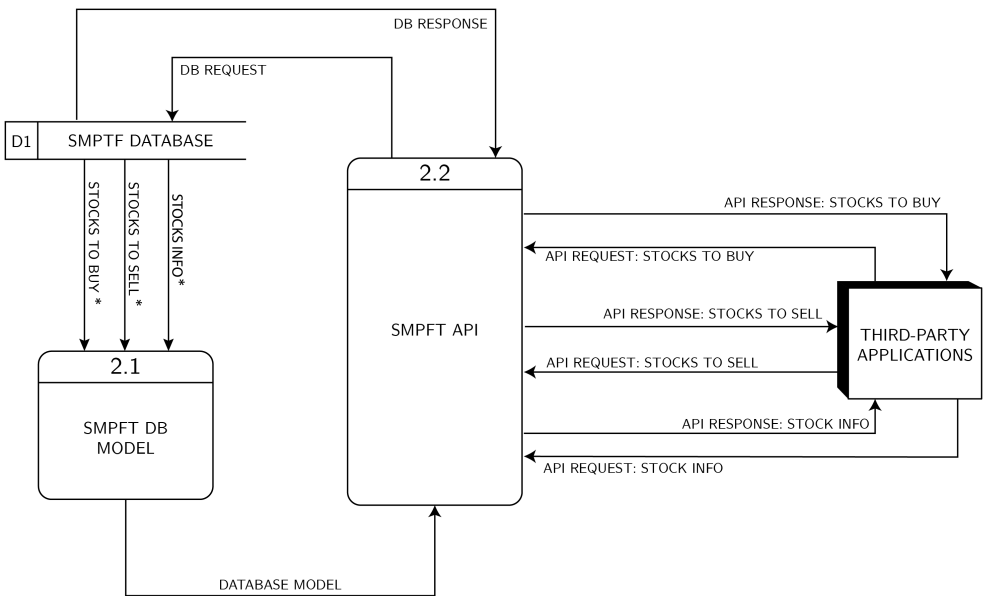 DB RESPONSE
DB REQUEST
D1
SMPTF DATABASE
2.2
STOCKS TO BUY *
STOCKS TO SELL *
STOCKS INFO*
API RESPONSE: STOCKS TO BUY
API REQUEST: STOCKS TO BUY
SMPFT API
API RESPONSE: STOCKS TO SELL
THIRD-PARTY
APPLICATIONS
2.1
API REQUEST: STOCKS TO SELL
SMPFT DB
MODEL
API RESPONSE: STOCK INFO
API REQUEST: STOCK INFO
DATABASE MODEL